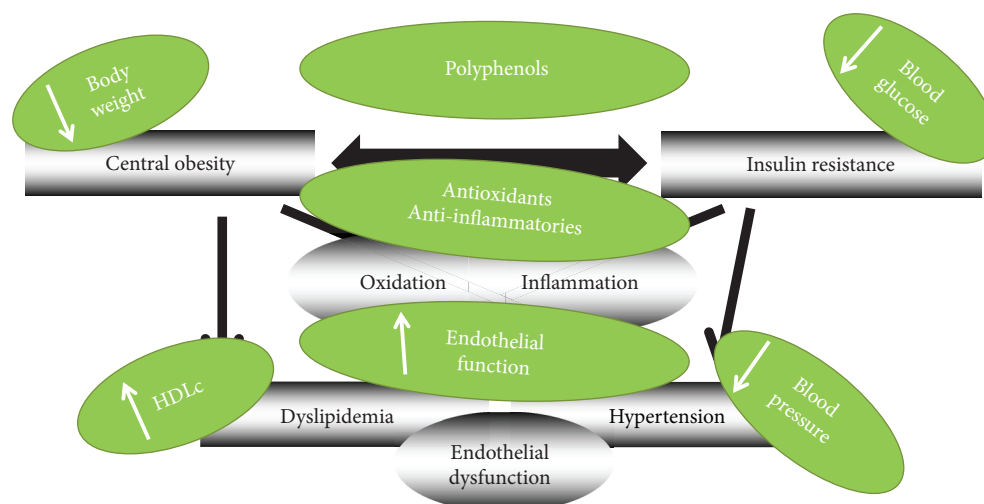 Polyphenols
Body
weight
Blood
glucose
Central obesity
Insulin resistance
Antioxidants
Anti-inflammatories
Oxidation
Inflammation
Endothelial
function
HDLc
Blood
pressure
Dyslipidemia
Hypertension
Endothelial
dysfunction